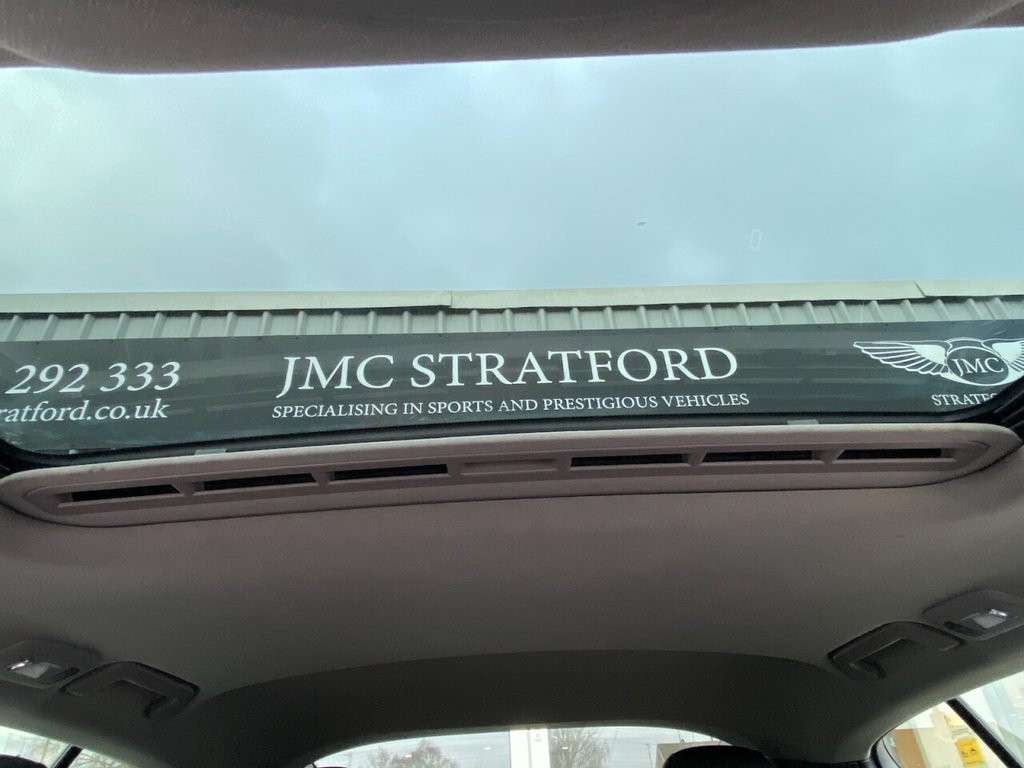 292 333
ratford.co.uk
JMC STRATFORD
SPECIALISING IN SPORTS AND PRESTIGIOUS VEHICLES
JMC
STRATFO